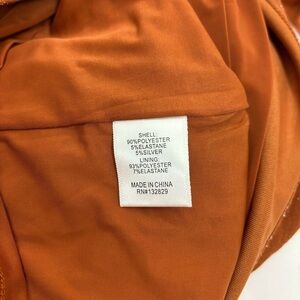 SHELL:
90%POLYESTER
5%ELASTANE
5%SILVER
LINING:
93%POLYESTER
7%ELASTANE
MADE IN CHINA
RN#132829